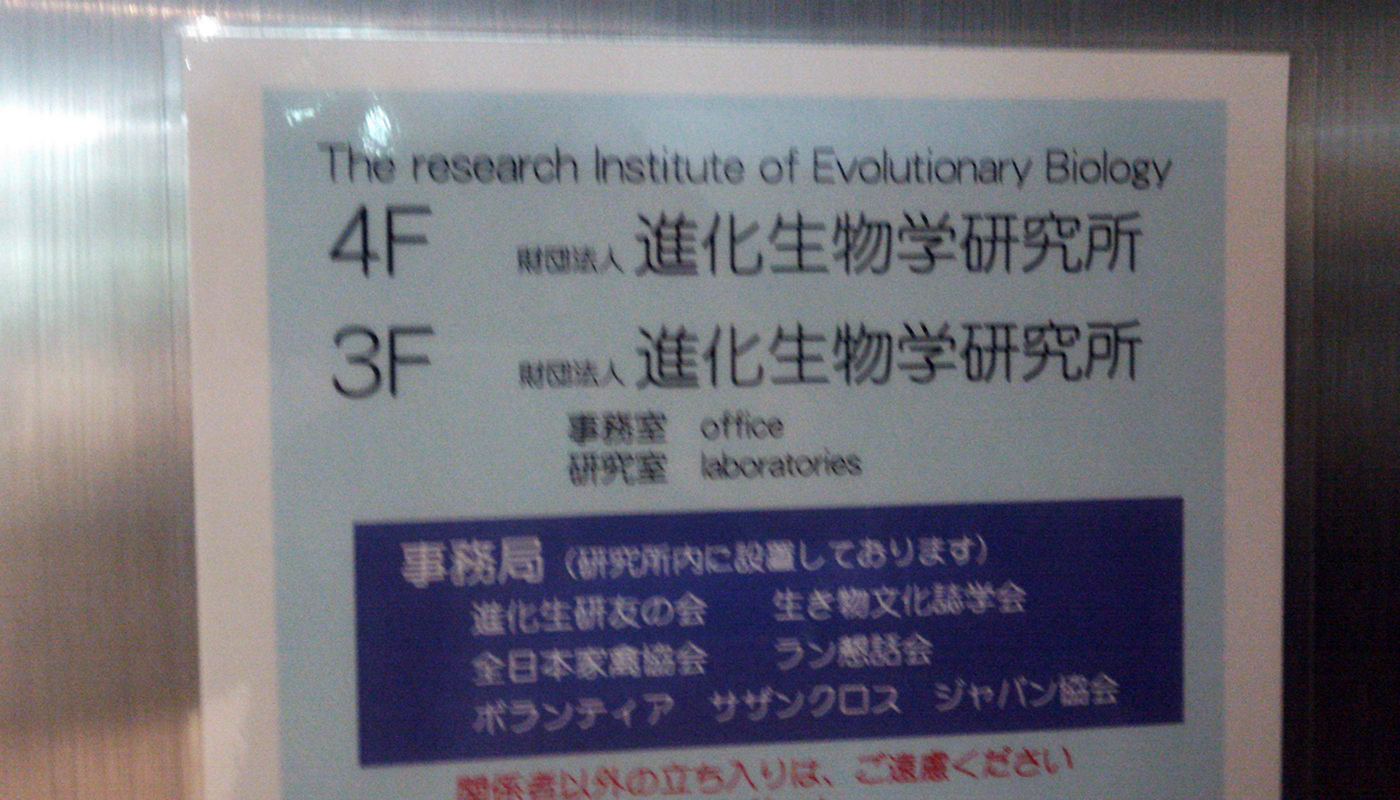 The research Institute of Evolutionary Biology
4F 財団法人 進化生物学研究所
3F 財団法人 進化生物学研究所
事務室 office
研究室 laboratories
事務局（研究所内に設置しております）
進化生研友の会 生き物文化誌学会
全日本家禽協会 ラン懇話会
ボランティア サザンクロス ジャパン協会
関係者以外の立ち入りは、ご遠慮ください